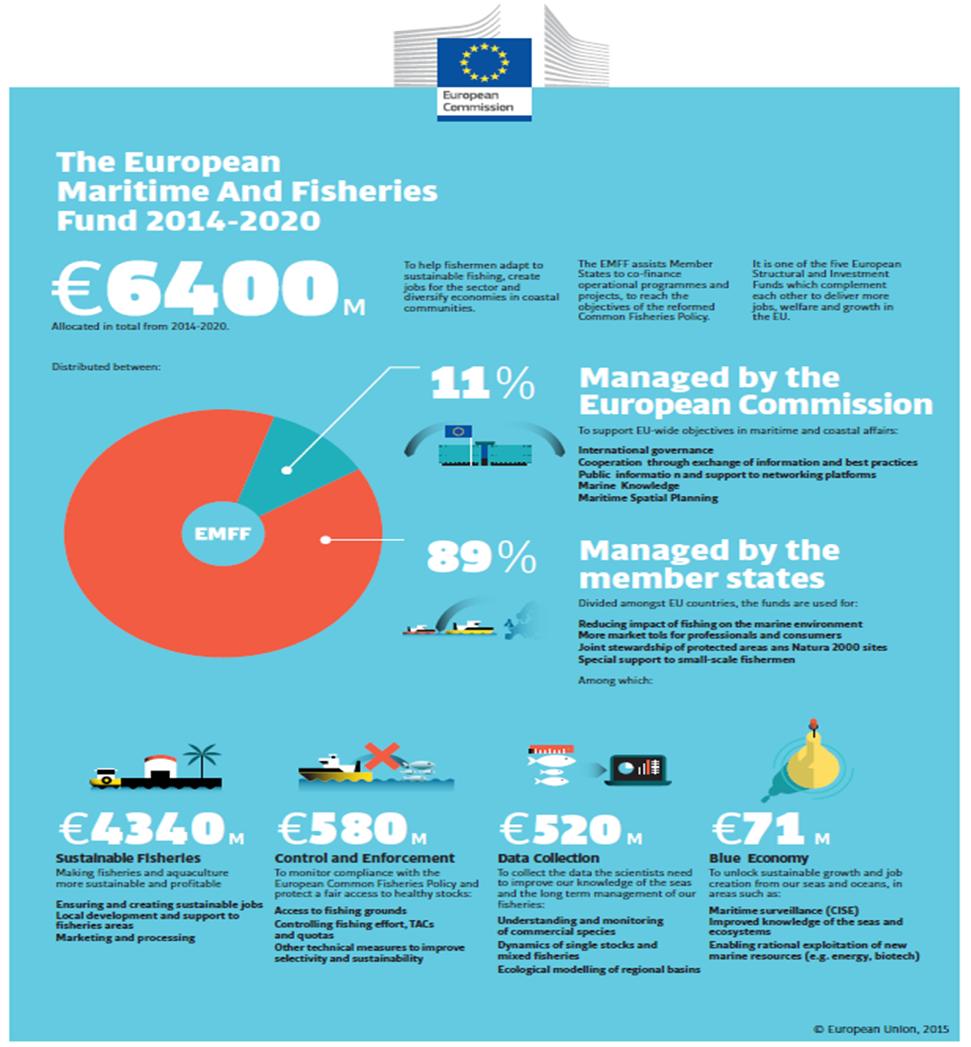 European
Commission
The European
Maritime And Fisheries
Fund 2014-2020
€6400 M
Allocated in total from 2014-2020.
To help fishermen adapt to
sustainable fishing, create
jobs for the sector and
diversify economies in coastal
communities.
The EMFF assists Member
States to co-finance
operational programmes and
projects, to reach the
objectives of the reformed
Common Fisheries Policy.
It is one of the five European
Structural and Investment
Funds which complement
each other to deliver more
jobs, welfare and growth in
the EU.
Distributed between:
EMFF
11%
Managed by the
European Commission
To support EU-wide objectives in maritime and coastal affairs:
International governance
Cooperation through exchange of information and best practices
Public informatio n and support to networking platforms
Marine Knowledge
Maritime Spatial Planning
89%
Managed by the
member states
Divided amongst EU countries, the funds are used for:
Reducing impact of fishing on the marine environment
More market tols for professionals and consumers
Joint stewardship of protected areas ans Natura 2000 sites
Special support to small-scale fishermen
Among which:
€4340 M
Sustainable Fisheries
Making fisheries and aquaculture
more sustainable and profitable
Ensuring and creating sustainable jobs
Local development and support to
fisheries areas
Marketing and processing
€580 M
Control and Enforcement
To monitor compliance with the
European Common Fisheries Policy and
protect a fair access to healthy stocks:
Access to fishing grounds
Controlling fishing effort, TACs
and quotas
Other technical measures to improve
selectivity and sustainability
€520 M
Data Collection
To collect the data the scientists need
to improve our knowledge of the seas
and the long term management of our
fisheries:
Understanding and monitoring
of commercial species
Dynamics of single stocks and
mixed fisheries
Ecological modelling of regional basins
€71 M
Blue Economy
To unlock sustainable growth and job
creation from our seas and oceans, in
areas such as:
Maritime surveillance (CISE)
Improved knowledge of the seas and
ecosystems
Enabling rational exploitation of new
marine resources (e.g. energy, biotech)
© European Union, 2015